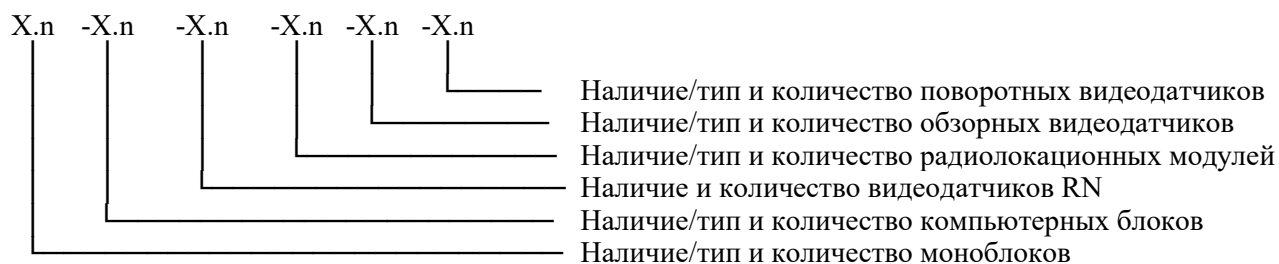 X.n -X.n -X.n -X.n -X.n -X.n
Наличие/тип и количество поворотных видеодатчиков
Наличие/тип и количество обзорных видеодатчиков
Наличие/тип и количество радиолокационных модулей
Наличие и количество видеодатчиков RN
Наличие/тип и количество компьютерных блоков
Наличие/тип и количество моноблоков